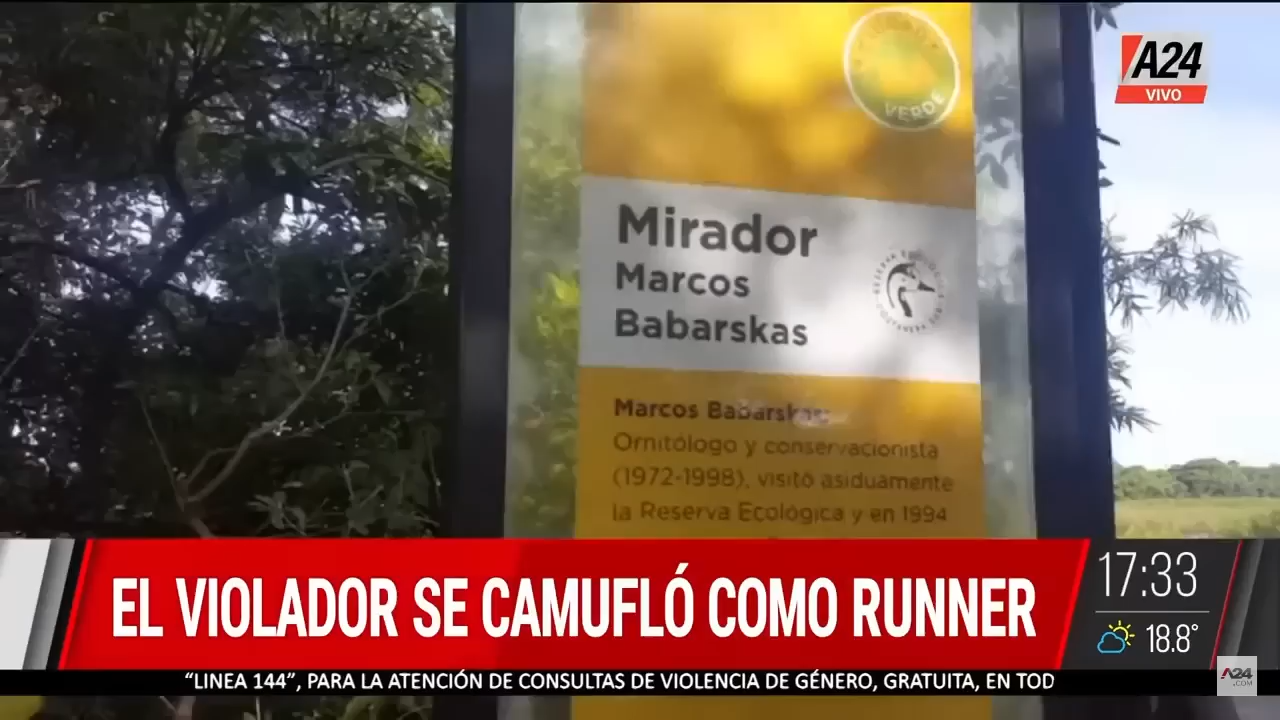 VERDE
A24
VIVO
Mirador
Marcos
Babarskas
Marcos Babarskas:
Ornitólogo y conservacionista
(1972-1998), visitó asiduamente
la Reserva Ecológica y en 1994
EL VIOLADOR SE CAMUFLÓ COMO RUNNER
17:33
18.8°
"LINEA 144", PARA LA ATENCIÓN DE CONSULTAS DE VIOLENCIA DE GÉNERO, GRATUITA, EN TOD
A24
.COM